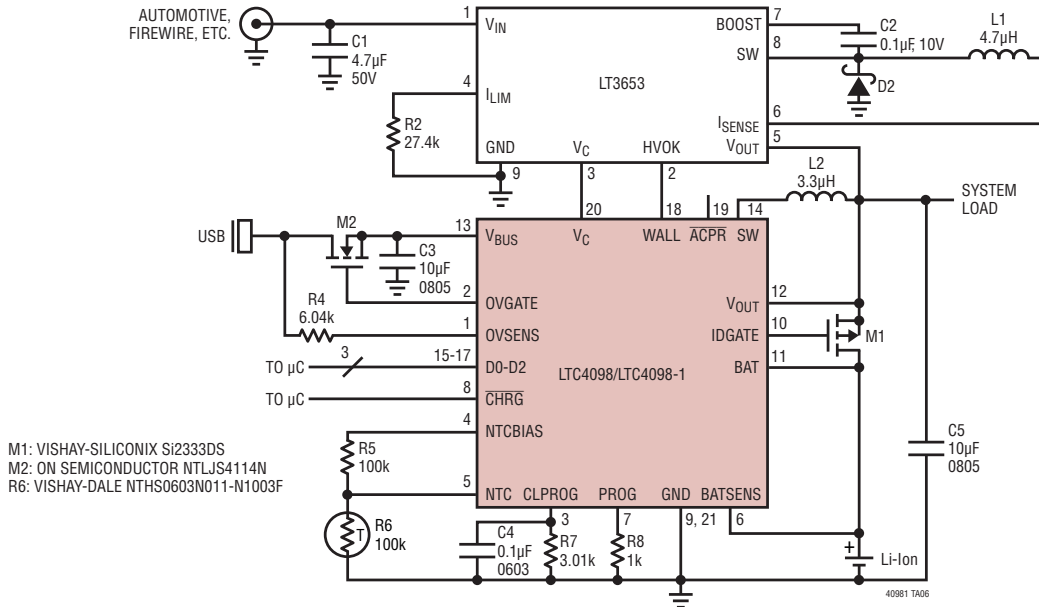 AUTOMOTIVE,
FIREWIRE, ETC.
C1
4.7µF
50V
1
VIN
4
ILIM
R2
27.4k
GND
9
VC
3
HVOK
2
LT3653
BOOST
7
SW
8
ISENSE
6
VOUT
5
C2
0.1µF, 10V
D2
L1
4.7µH
L2
3.3µH
SYSTEM
LOAD
USB
M2
C3
10µF
0805
13
VBUS
20
VC
18
WALL
19
ACPR
14
SW
2
OVGATE
R4
6.04k
1
OVSENS
TO µC
3
15-17
D0-D2
TO µC
8
CHRG
4
NTCBIAS
LTC4098/LTC4098-1
VOUT
12
IDGATE
10
M1
BAT
11
M1: VISHAY-SILICONIX Si2333DS
M2: ON SEMICONDUCTOR NTLJS4114N
R6: VISHAY-DALE NTHS0603N011-N1003F
R5
100k
5
NTC
CLPROG
PROG
GND
BATSENS
3
7
9, 21
6
T
R6
100k
C4
0.1µF
0603
R7
3.01k
R8
1k
C5
10µF
0805
+
Li-Ion
40981 TA06